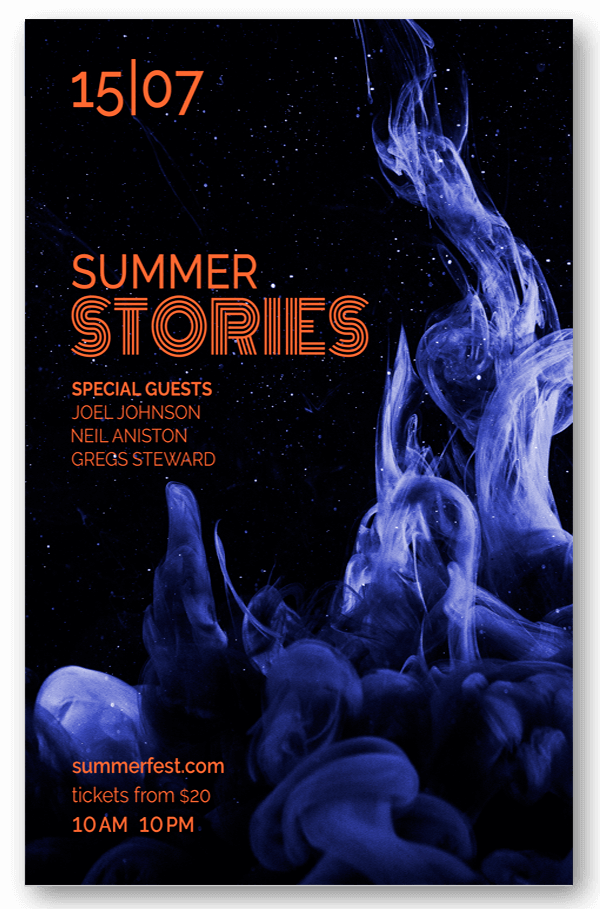 15|07
SUMMER
STORIES
SPECIAL GUESTS
JOEL JOHNSON
NEIL ANISTON
GREGS STEWARD
summerfest.com
tickets from $20
10 AM 10 PM